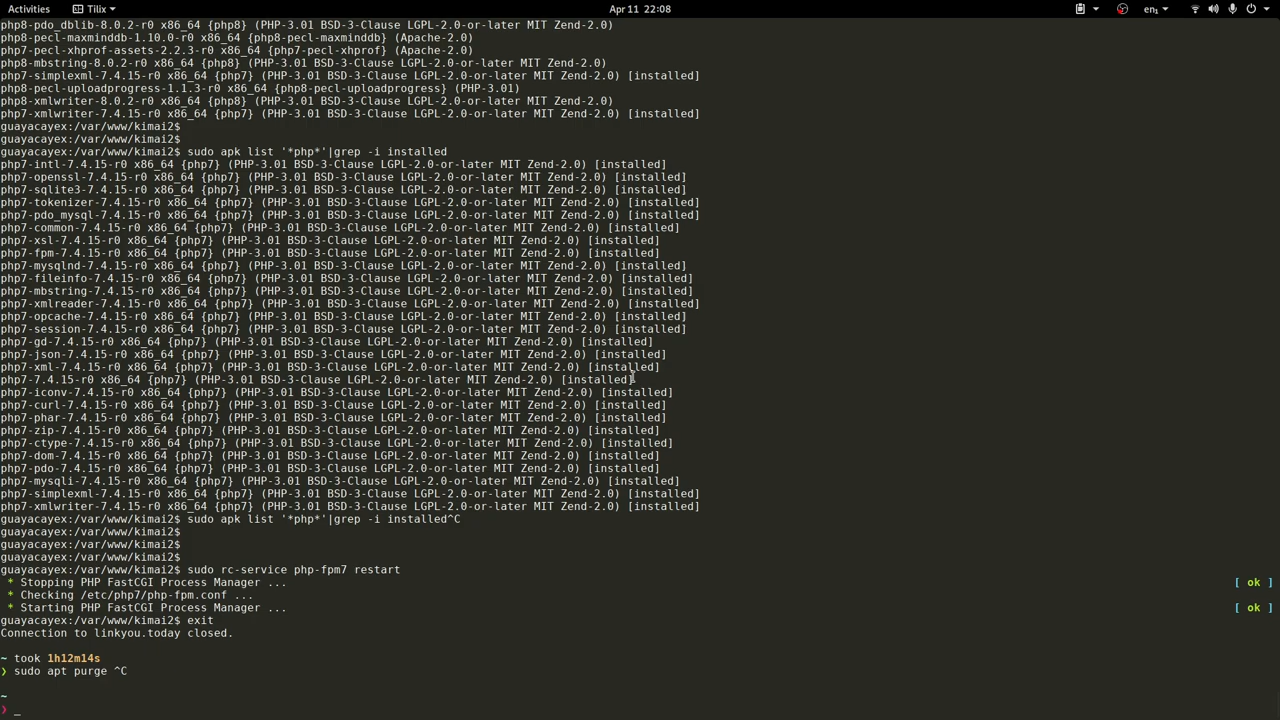 Activities Tilix Apr 11 22:08 en₁
php8-pdo_dblib-8.0.2-r0 x86_64 {php8} (PHP-3.01 BSD-3-Clause LGPL-2.0-or-later MIT Zend-2.0)
php8-pecl-maxminddb-1.10.0-r0 x86_64 {php8-pecl-maxminddb} (Apache-2.0)
php7-pecl-xhprof-assets-2.2.3-r0 x86_64 {php7-pecl-xhprof} (Apache-2.0)
php8-mbstring-8.0.2-r0 x86_64 {php8} (PHP-3.01 BSD-3-Clause LGPL-2.0-or-later MIT Zend-2.0)
php7-simplexml-7.4.15-r0 x86_64 {php7} (PHP-3.01 BSD-3-Clause LGPL-2.0-or-later MIT Zend-2.0) [installed]
php8-pecl-uploadprogress-1.1.3-r0 x86_64 {php8-pecl-uploadprogress} (PHP-3.01)
php8-xmlwriter-8.0.2-r0 x86_64 {php8} (PHP-3.01 BSD-3-Clause LGPL-2.0-or-later MIT Zend-2.0)
php7-xmlwriter-7.4.15-r0 x86_64 {php7} (PHP-3.01 BSD-3-Clause LGPL-2.0-or-later MIT Zend-2.0) [installed]
guayacayex:/var/www/kimai2$
guayacayex:/var/www/kimai2$
guayacayex:/var/www/kimai2$ sudo apk list '*php*'|grep -i installed
php7-intl-7.4.15-r0 x86_64 {php7} (PHP-3.01 BSD-3-Clause LGPL-2.0-or-later MIT Zend-2.0) [installed]
php7-openssl-7.4.15-r0 x86_64 {php7} (PHP-3.01 BSD-3-Clause LGPL-2.0-or-later MIT Zend-2.0) [installed]
php7-sqlite3-7.4.15-r0 x86_64 {php7} (PHP-3.01 BSD-3-Clause LGPL-2.0-or-later MIT Zend-2.0) [installed]
php7-tokenizer-7.4.15-r0 x86_64 {php7} (PHP-3.01 BSD-3-Clause LGPL-2.0-or-later MIT Zend-2.0) [installed]
php7-pdo_mysql-7.4.15-r0 x86_64 {php7} (PHP-3.01 BSD-3-Clause LGPL-2.0-or-later MIT Zend-2.0) [installed]
php7-common-7.4.15-r0 x86_64 {php7} (PHP-3.01 BSD-3-Clause LGPL-2.0-or-later MIT Zend-2.0) [installed]
php7-xsl-7.4.15-r0 x86_64 {php7} (PHP-3.01 BSD-3-Clause LGPL-2.0-or-later MIT Zend-2.0) [installed]
php7-fpm-7.4.15-r0 x86_64 {php7} (PHP-3.01 BSD-3-Clause LGPL-2.0-or-later MIT Zend-2.0) [installed]
php7-mysqlnd-7.4.15-r0 x86_64 {php7} (PHP-3.01 BSD-3-Clause LGPL-2.0-or-later MIT Zend-2.0) [installed]
php7-fileinfo-7.4.15-r0 x86_64 {php7} (PHP-3.01 BSD-3-Clause LGPL-2.0-or-later MIT Zend-2.0) [installed]
php7-mbstring-7.4.15-r0 x86_64 {php7} (PHP-3.01 BSD-3-Clause LGPL-2.0-or-later MIT Zend-2.0) [installed]
php7-xmlreader-7.4.15-r0 x86_64 {php7} (PHP-3.01 BSD-3-Clause LGPL-2.0-or-later MIT Zend-2.0) [installed]
php7-opcache-7.4.15-r0 x86_64 {php7} (PHP-3.01 BSD-3-Clause LGPL-2.0-or-later MIT Zend-2.0) [installed]
php7-session-7.4.15-r0 x86_64 {php7} (PHP-3.01 BSD-3-Clause LGPL-2.0-or-later MIT Zend-2.0) [installed]
php7-gd-7.4.15-r0 x86_64 {php7} (PHP-3.01 BSD-3-Clause LGPL-2.0-or-later MIT Zend-2.0) [installed]
php7-json-7.4.15-r0 x86_64 {php7} (PHP-3.01 BSD-3-Clause LGPL-2.0-or-later MIT Zend-2.0) [installed]
php7-xml-7.4.15-r0 x86_64 {php7} (PHP-3.01 BSD-3-Clause LGPL-2.0-or-later MIT Zend-2.0) [installed]
php7-7.4.15-r0 x86_64 {php7} (PHP-3.01 BSD-3-Clause LGPL-2.0-or-later MIT Zend-2.0) [installed]
php7-iconv-7.4.15-r0 x86_64 {php7} (PHP-3.01 BSD-3-Clause LGPL-2.0-or-later MIT Zend-2.0) [installed]
php7-curl-7.4.15-r0 x86_64 {php7} (PHP-3.01 BSD-3-Clause LGPL-2.0-or-later MIT Zend-2.0) [installed]
php7-phar-7.4.15-r0 x86_64 {php7} (PHP-3.01 BSD-3-Clause LGPL-2.0-or-later MIT Zend-2.0) [installed]
php7-zip-7.4.15-r0 x86_64 {php7} (PHP-3.01 BSD-3-Clause LGPL-2.0-or-later MIT Zend-2.0) [installed]
php7-ctype-7.4.15-r0 x86_64 {php7} (PHP-3.01 BSD-3-Clause LGPL-2.0-or-later MIT Zend-2.0) [installed]
php7-dom-7.4.15-r0 x86_64 {php7} (PHP-3.01 BSD-3-Clause LGPL-2.0-or-later MIT Zend-2.0) [installed]
php7-pdo-7.4.15-r0 x86_64 {php7} (PHP-3.01 BSD-3-Clause LGPL-2.0-or-later MIT Zend-2.0) [installed]
php7-mysqli-7.4.15-r0 x86_64 {php7} (PHP-3.01 BSD-3-Clause LGPL-2.0-or-later MIT Zend-2.0) [installed]
php7-simplexml-7.4.15-r0 x86_64 {php7} (PHP-3.01 BSD-3-Clause LGPL-2.0-or-later MIT Zend-2.0) [installed]
php7-xmlwriter-7.4.15-r0 x86_64 {php7} (PHP-3.01 BSD-3-Clause LGPL-2.0-or-later MIT Zend-2.0) [installed]
guayacayex:/var/www/kimai2$ sudo apk list '*php*'|grep -i installed^C
guayacayex:/var/www/kimai2$
guayacayex:/var/www/kimai2$
guayacayex:/var/www/kimai2$
guayacayex:/var/www/kimai2$ sudo rc-service php-fpm7 restart
* Stopping PHP FastCGI Process Manager ... [ ok ]
* Checking /etc/php7/php-fpm.conf ...
* Starting PHP FastCGI Process Manager ... [ ok ]
guayacayex:/var/www/kimai2$ exit
Connection to linkyou.today closed.
~ took 1h12m14s
❯ sudo apt purge ^C
~
❯ _